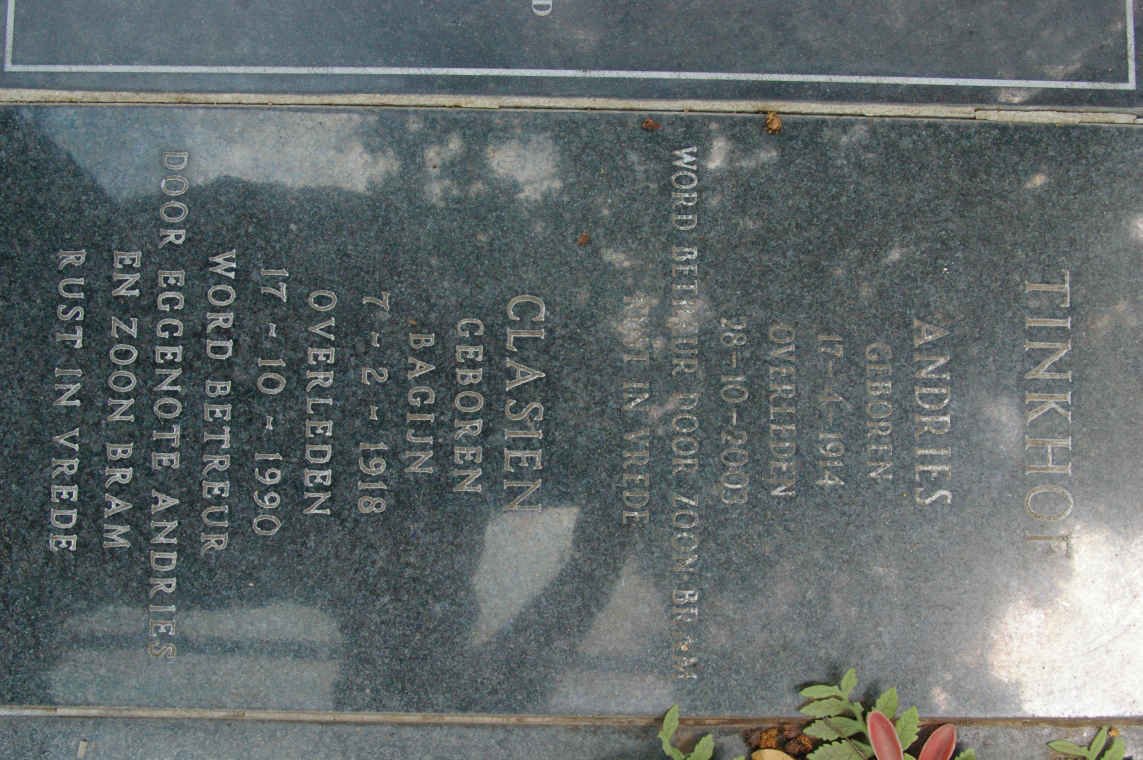 TINKHOF
ANDRIES
GEBOREN
17-4-1914
OVERLEDEN
28-10-2003
WORD BETREUR DOOR ZOON BRAM
RUST IN VREDE
CLASIEN
GEBOREN
BAGIJN
7-2-1918
OVERLEDEN
17-10-1990
WORD BETREUR
DOOR EGGENOTE ANDRIES
EN ZOON BRAM
RUST IN VREDE